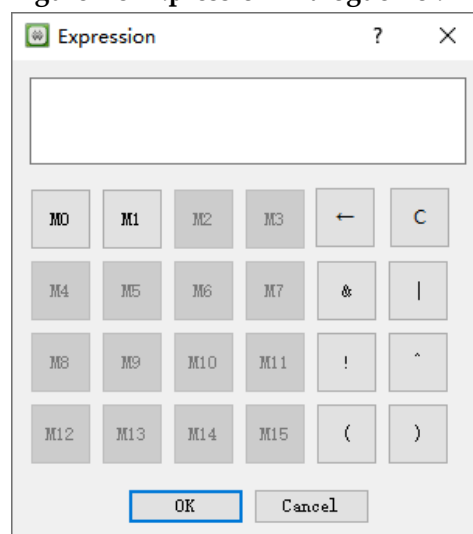 Expression ? ×
M0 M1 M2 M3 ← C
M4 M5 M6 M7 & |
M8 M9 M10 M11 ! ^
M12 M13 M14 M15 ( )
OK Cancel